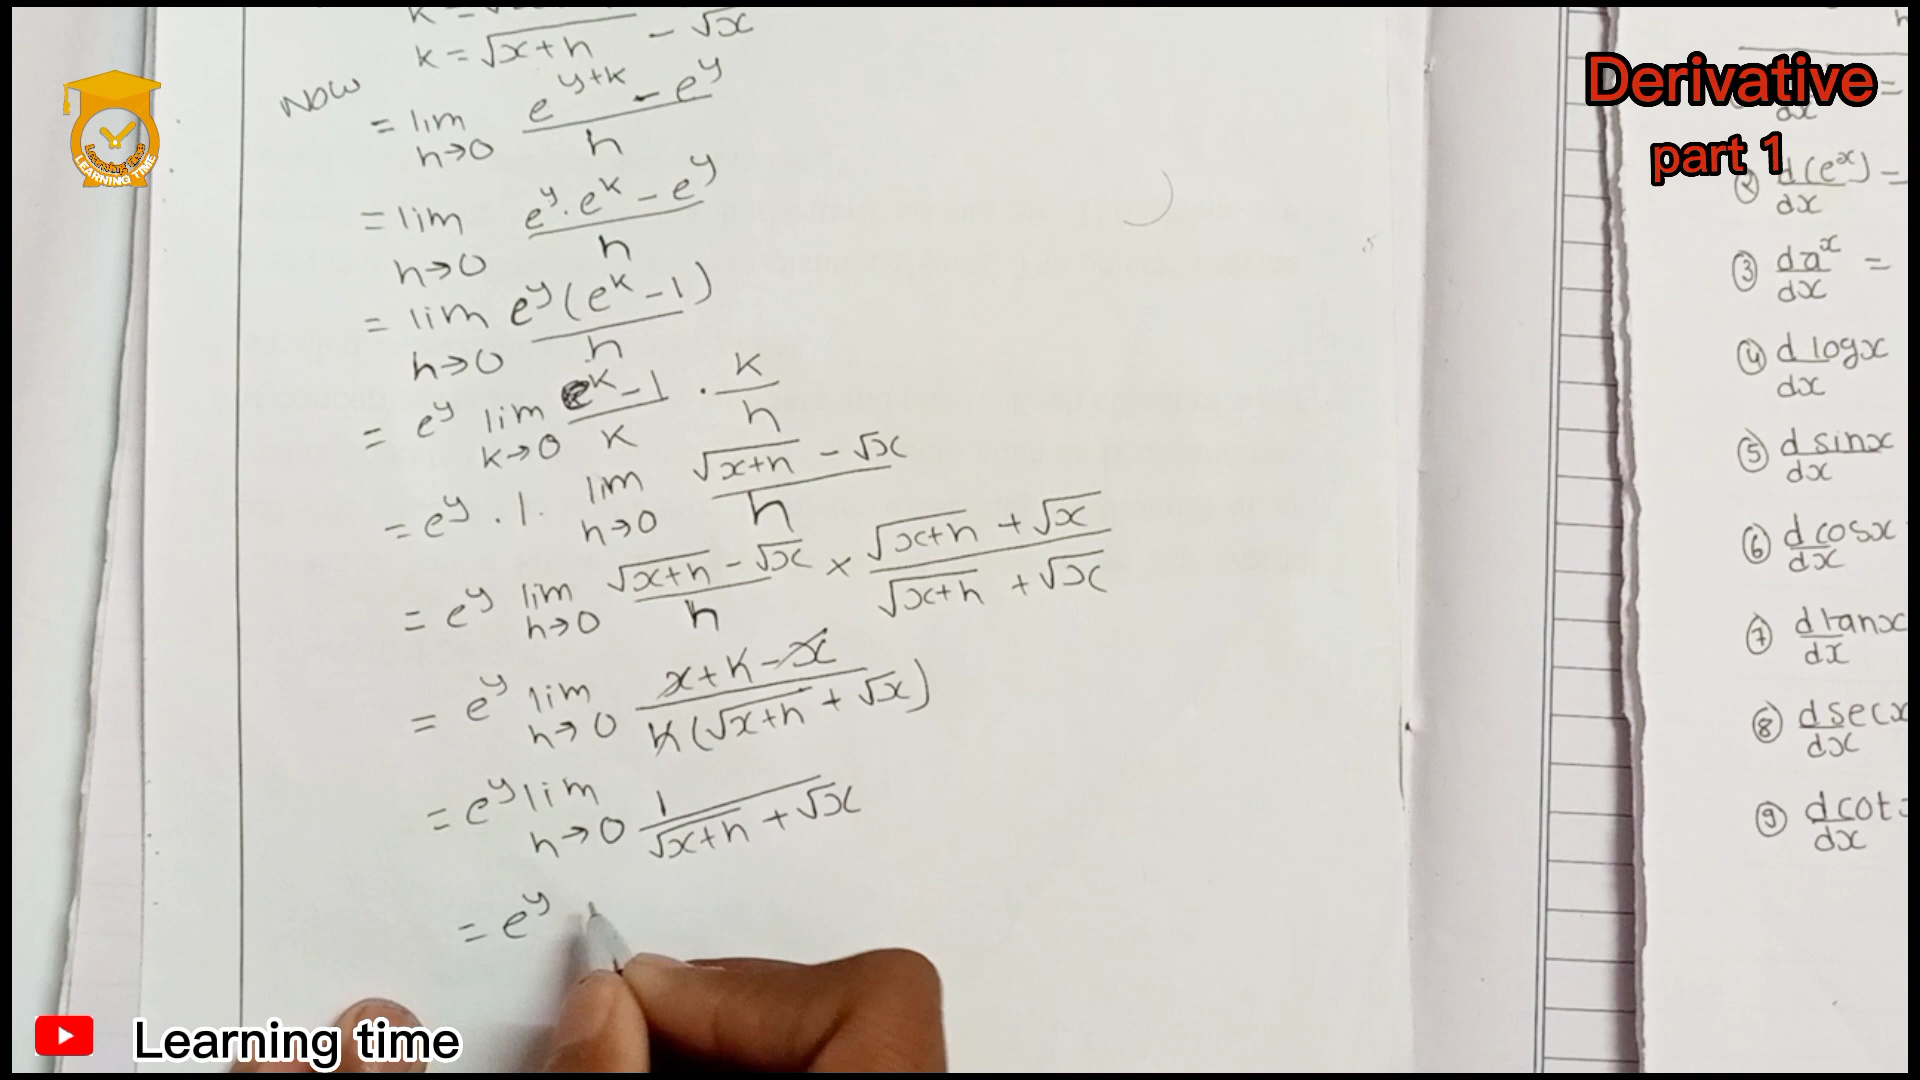 k = √x+h - √x
Now
= lim e^y+k - e^y
h→0 h
= lim e^y . e^k - e^y
h→0 h
= lim e^y (e^k - 1)
h→0 h
= e^y lim e^k - 1 . k
k→0 k h
= e^y . 1 . lim √x+h - √x
h→0 h
= e^y lim √x+h - √x × √x+h + √x
h→0 h √x+h + √x
= e^y lim x + h - x
h→0 h (√x+h + √x)
= e^y lim 1
h→0 √x+h + √x
= e^y
Derivative
part 1
LEARNING TIME
② d(e^x) =
dx
③ da^x =
dx
④ d logx
dx
⑤ d sinx
dx
⑥ d cosx
dx
⑦ d tanx
dx
⑧ d secx
dx
⑨ d cot
dx
Learning time